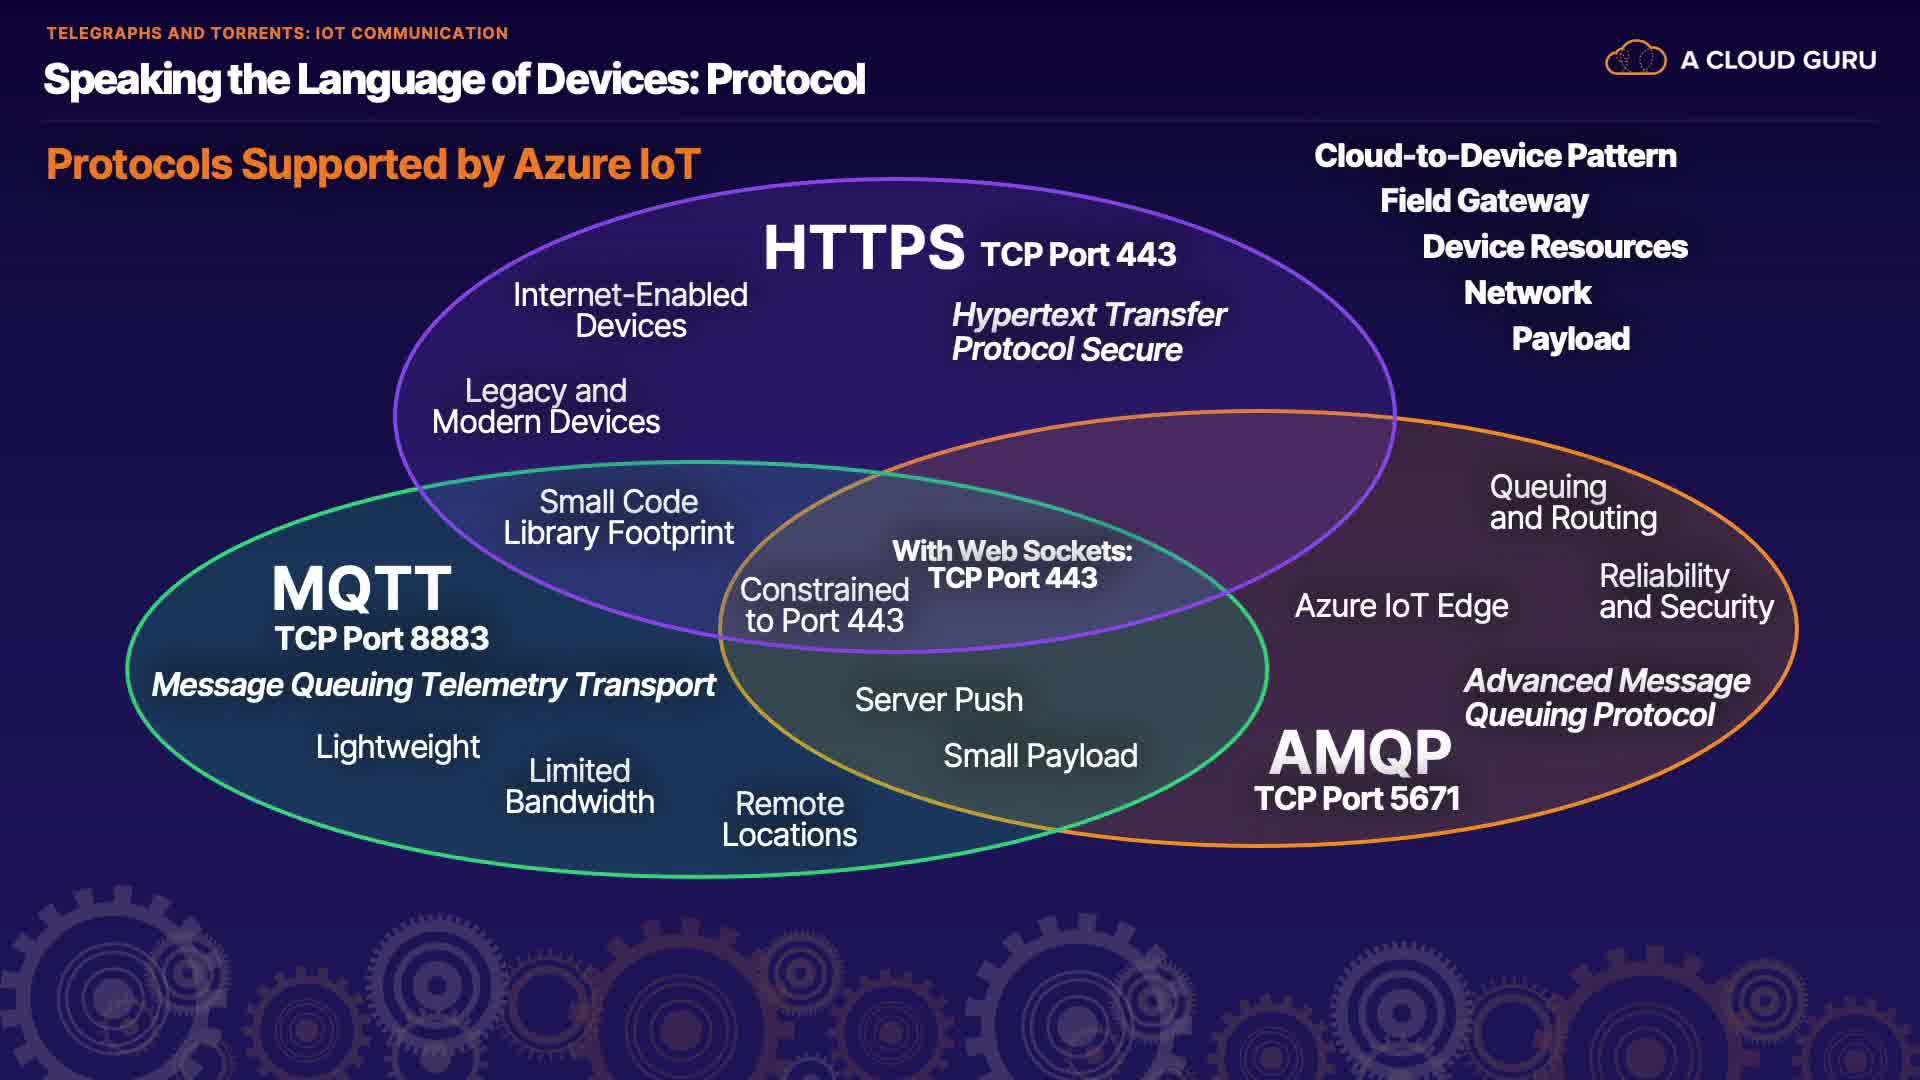 TELEGRAPHS AND TORRENTS: IOT COMMUNICATION
Speaking the Language of Devices: Protocol
A CLOUD GURU
Protocols Supported by Azure IoT
Cloud-to-Device Pattern
Field Gateway
Device Resources
Network
Payload
HTTPS TCP Port 443
Internet-Enabled
Devices
Hypertext Transfer
Protocol Secure
Legacy and
Modern Devices
Small Code
Library Footprint
With Web Sockets:
TCP Port 443
Constrained
to Port 443
MQTT
TCP Port 8883
Message Queuing Telemetry Transport
Lightweight
Limited
Bandwidth
Remote
Locations
Server Push
Small Payload
Queuing
and Routing
Azure IoT Edge
Reliability
and Security
Advanced Message
Queuing Protocol
AMQP
TCP Port 5671